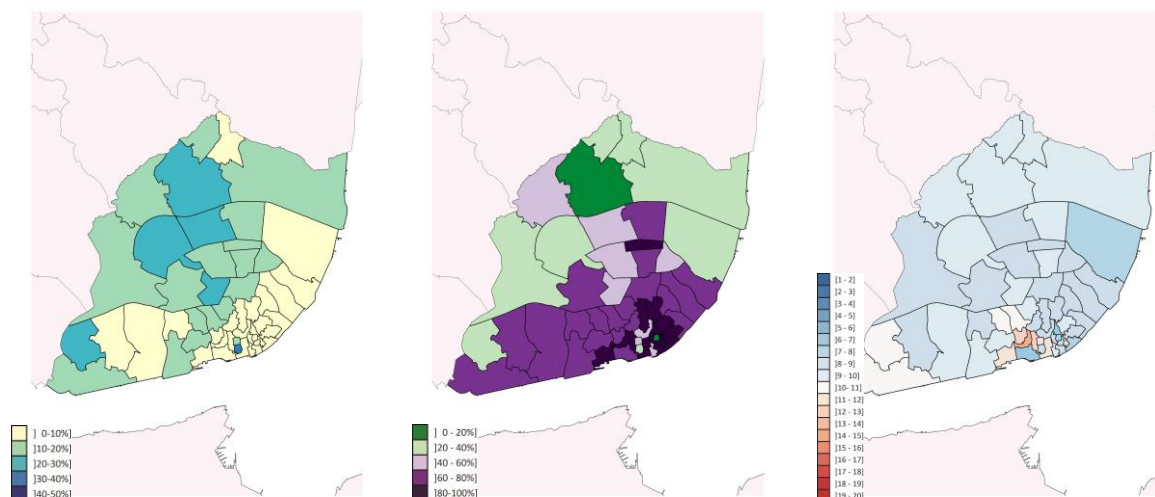 ] 0-10%]
]10-20%]
]20-30%]
]30-40%]
]40-50%]
] 0 - 20%]
]20 - 40%]
]40 - 60%]
]60 - 80%]
]80-100%]
[1 - 2]
]2 - 3]
]3 - 4]
]4 - 5]
]5 - 6]
]6 - 7]
]7 - 8]
]8 - 9]
]9 - 10]
]10 - 11]
]11 - 12]
]12 - 13]
]13 - 14]
]14 - 15]
]15 - 16]
]16 - 17]
]17 - 18]
]18 - 19]
]19 - 20]